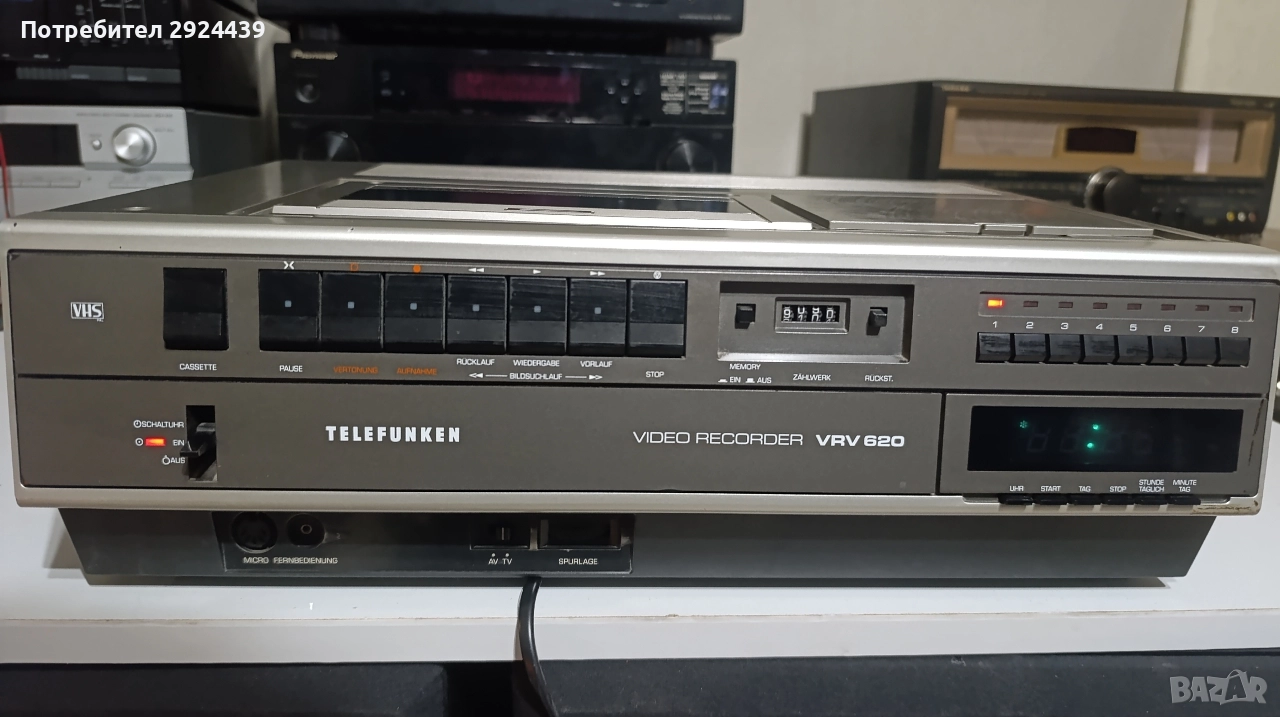 Потребител 2924439
Pioneer
VHS
CASSETTE
PAUSE
VERTONUNG
AUFNAHME
RÜCKLAUF
WIEDERGABE
VORLAUF
BILDSUCHLAUF
STOP
MEMORY
EIN AUS
ZÄHLWERK
RÜCKST.
1 2 3 4 5 6 7 8
SCHALTUHR
EIN
AUS
TELEFUNKEN
VIDEO RECORDER VRV 620
UHR START TAG STOP STUNDE TÄGLICH MINUTE TAG
MICRO FERNBEDIENUNG
AV TV
SPURLAGE
BAZAR